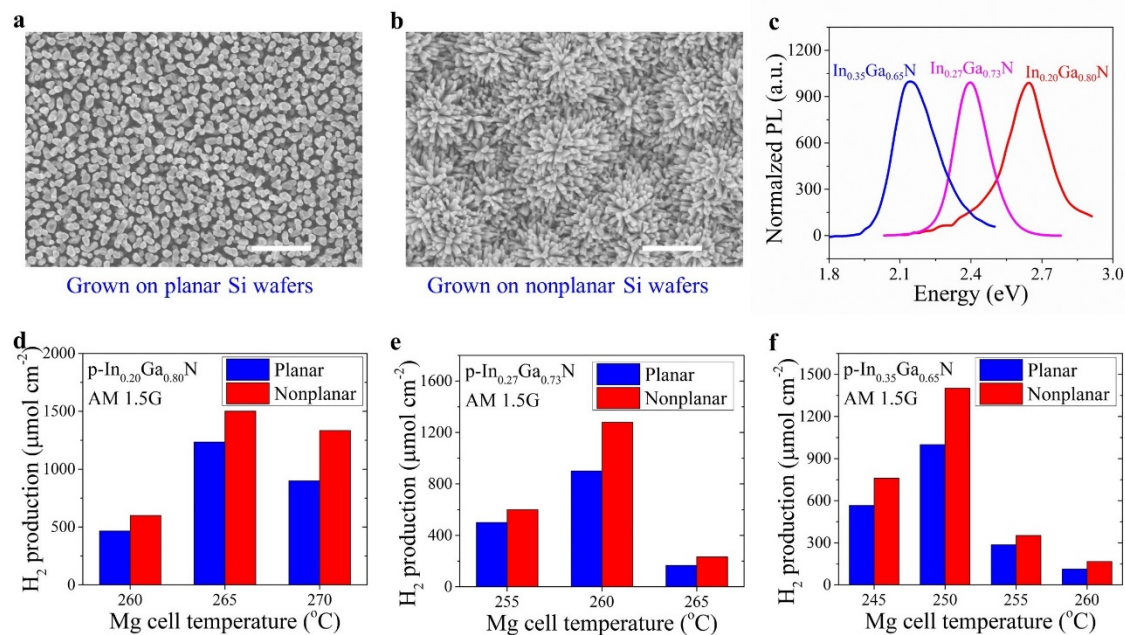 a
Grown on planar Si wafers
b
Grown on nonplanar Si wafers
c
Normalized PL (a.u.)
1200
900
600
300
0
In0.35Ga0.65N
In0.27Ga0.73N
In0.20Ga0.80N
1.8 2.1 2.4 2.7 3.0
Energy (eV)
d
H2 production (μmol cm-2)
2000
1500
1000
500
0
p-In0.20Ga0.80N
AM 1.5G
Planar
Nonplanar
260 265 270
Mg cell temperature (oC)
e
H2 production (μmol cm-2)
1600
1200
800
400
0
p-In0.27Ga0.73N
AM 1.5G
Planar
Nonplanar
255 260 265
Mg cell temperature (oC)
f
H2 production (μmol cm-2)
1500
1200
900
600
300
0
p-In0.35Ga0.65N
AM 1.5G
Planar
Nonplanar
245 250 255 260
Mg cell temperature (oC)